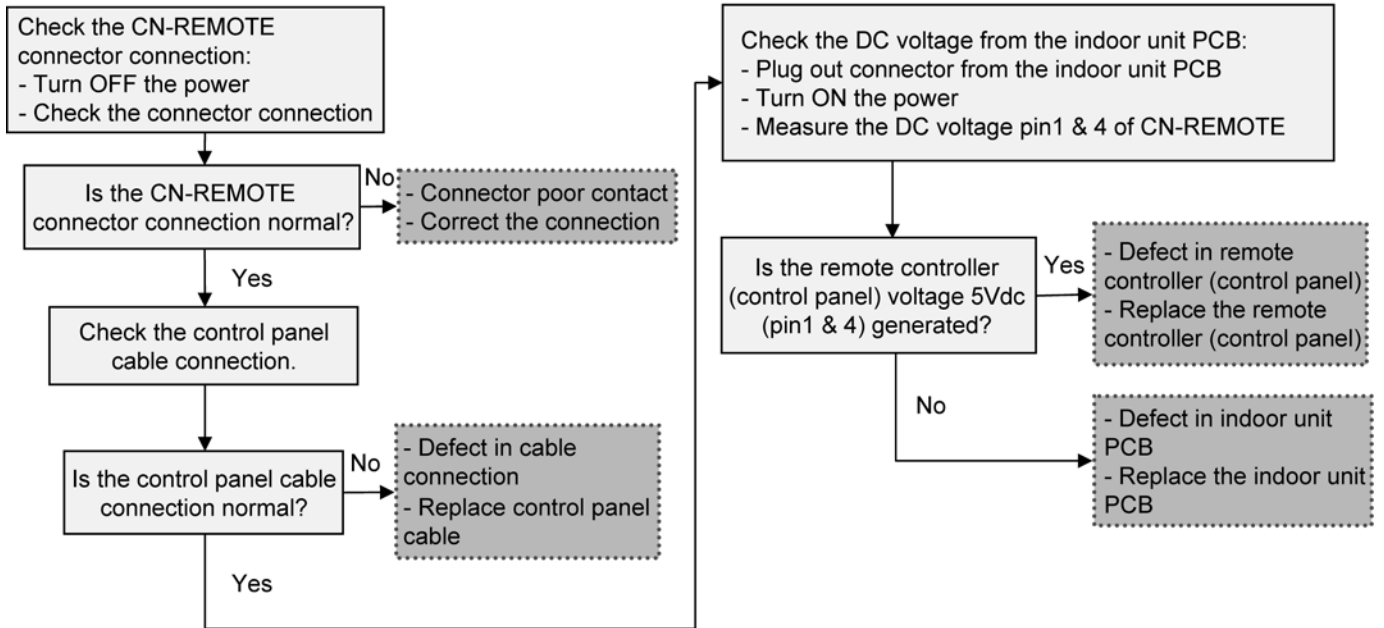 Check the CN-REMOTE
connector connection:
- Turn OFF the power
- Check the connector connection
Is the CN-REMOTE
connector connection normal?
No
- Connector poor contact
- Correct the connection
Yes
Check the control panel
cable connection.
Is the control panel cable
connection normal?
No
- Defect in cable
connection
- Replace control panel
cable
Yes
Check the DC voltage from the indoor unit PCB:
- Plug out connector from the indoor unit PCB
- Turn ON the power
- Measure the DC voltage pin1 & 4 of CN-REMOTE
Is the remote controller
(control panel) voltage 5Vdc
(pin1 & 4) generated?
Yes
- Defect in remote
controller (control panel)
- Replace the remote
controller (control panel)
No
- Defect in indoor unit
PCB
- Replace the indoor unit
PCB